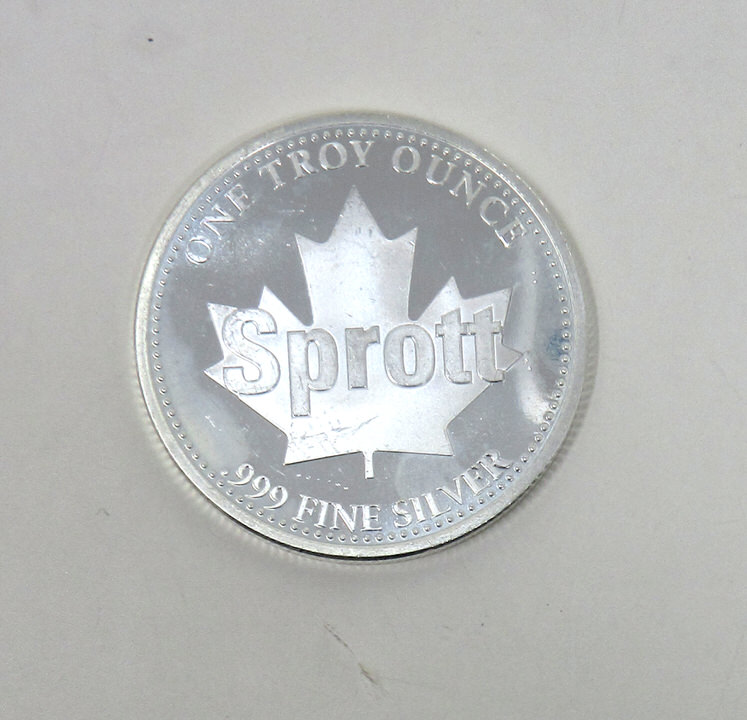 ONE TROY OUNCE
Sprott
.999 FINE SILVER